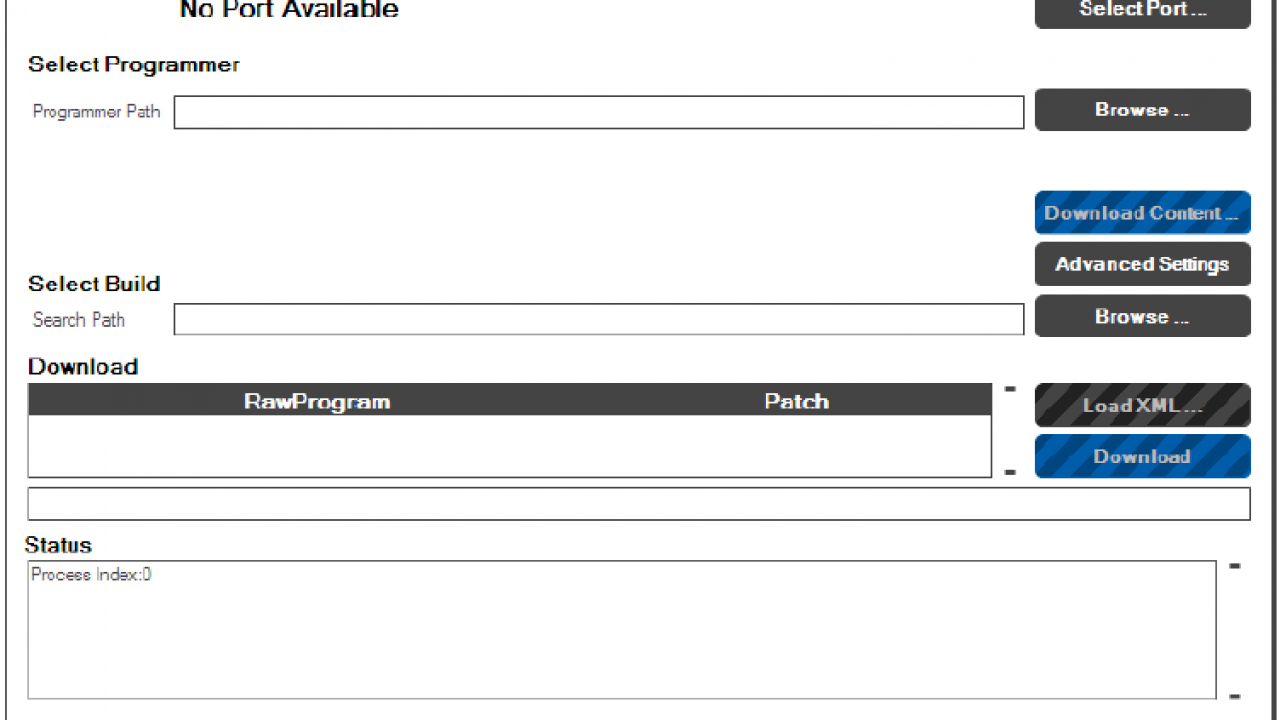 No Port Available
Select Port ...
Select Programmer
Programmer Path
Browse ...
Download Content ...
Advanced Settings
Select Build
Search Path
Browse ...
Download
RawProgram Patch
Load XML ...
Download
Status
Process Index:0